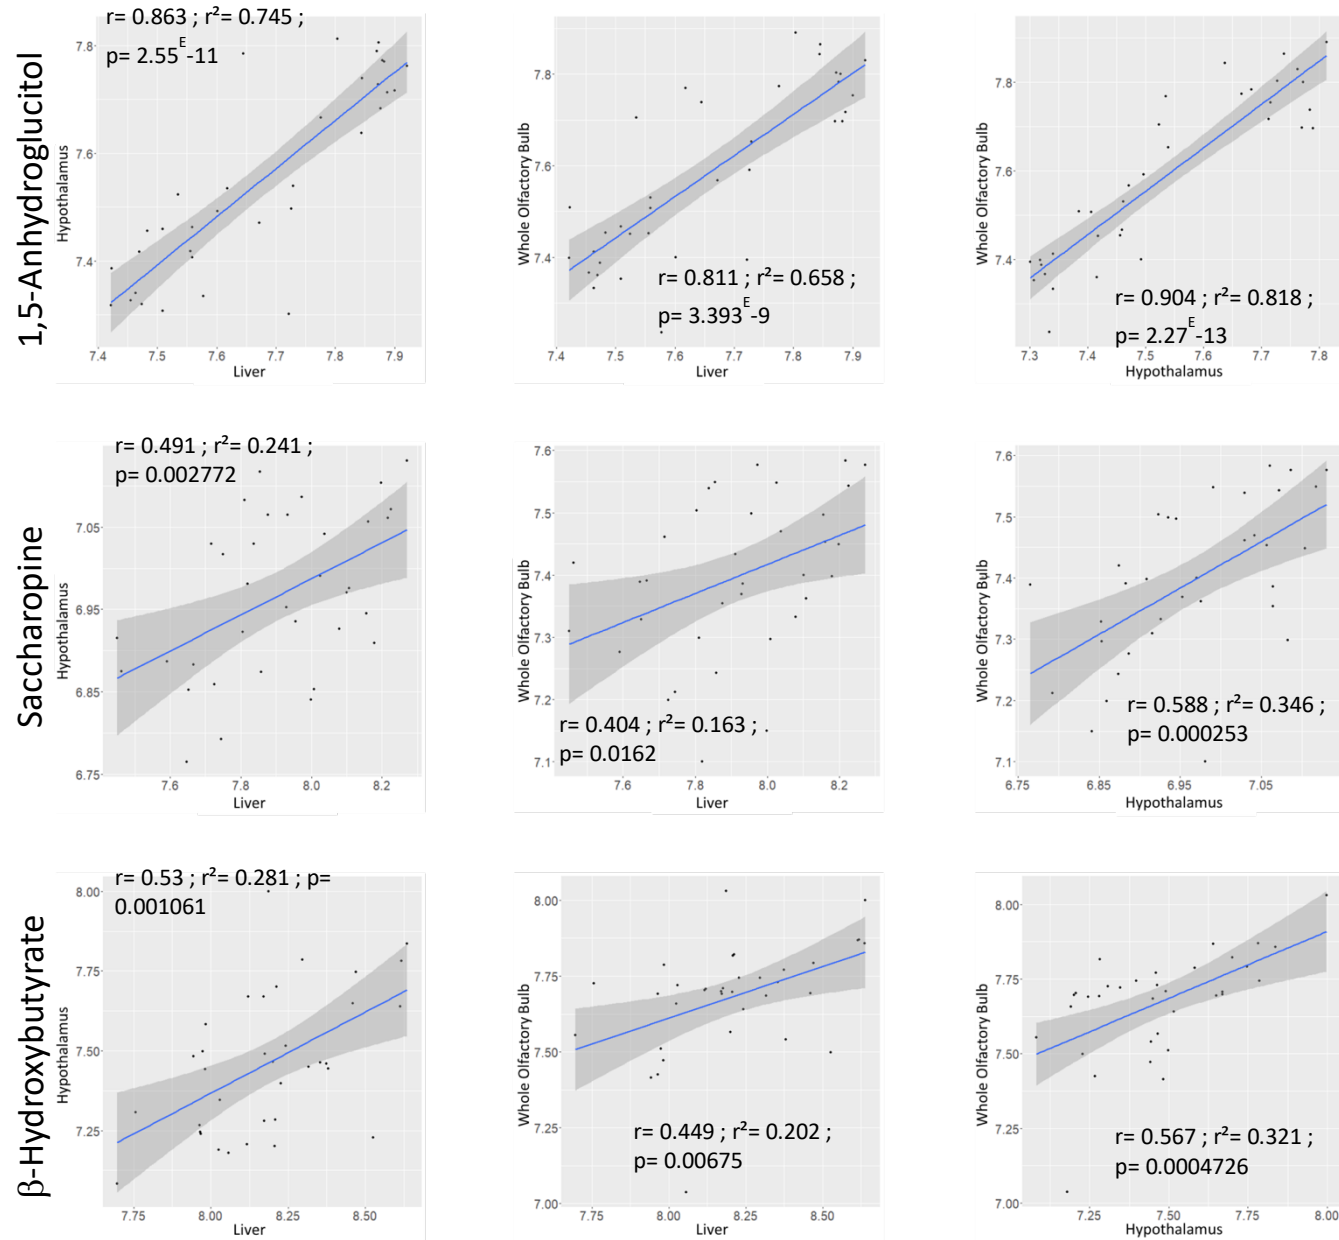 1,5-Anhydroglucitol
r= 0.863 ; r²= 0.745 ;
p= 2.55E-11
Hypothalamus
7.8
7.6
7.4
7.4 7.5 7.6 7.7 7.8 7.9
Liver
Whole Olfactory Bulb
7.8
7.6
7.4
r= 0.811 ; r²= 0.658 ;
p= 3.393E-9
7.4 7.5 7.6 7.7 7.8 7.9
Liver
Whole Olfactory Bulb
7.8
7.6
7.4
r= 0.904 ; r²= 0.818 ;
p= 2.27E-13
7.3 7.4 7.5 7.6 7.7 7.8
Hypothalamus
Saccharopine
r= 0.491 ; r²= 0.241 ;
p= 0.002772
Hypothalamus
7.05
6.95
6.85
6.75
7.6 7.8 8.0 8.2
Liver
Whole Olfactory Bulb
7.6
7.5
7.4
7.3
7.2
7.1
r= 0.404 ; r²= 0.163 ;
p= 0.0162
7.6 7.8 8.0 8.2
Liver
Whole Olfactory Bulb
7.6
7.5
7.4
7.3
7.2
7.1
r= 0.588 ; r²= 0.346 ;
p= 0.000253
6.75 6.85 6.95 7.05
Hypothalamus
β-Hydroxybutyrate
r= 0.53 ; r²= 0.281 ; p=
0.001061
Hypothalamus
8.00
7.75
7.50
7.25
7.75 8.00 8.25 8.50
Liver
Whole Olfactory Bulb
8.00
7.75
7.50
7.25
7.00
r= 0.449 ; r²= 0.202 ;
p= 0.00675
7.75 8.00 8.25 8.50
Liver
Whole Olfactory Bulb
8.00
7.75
7.50
7.25
7.00
r= 0.567 ; r²= 0.321 ;
p= 0.0004726
7.25 7.50 7.75 8.00
Hypothalamus